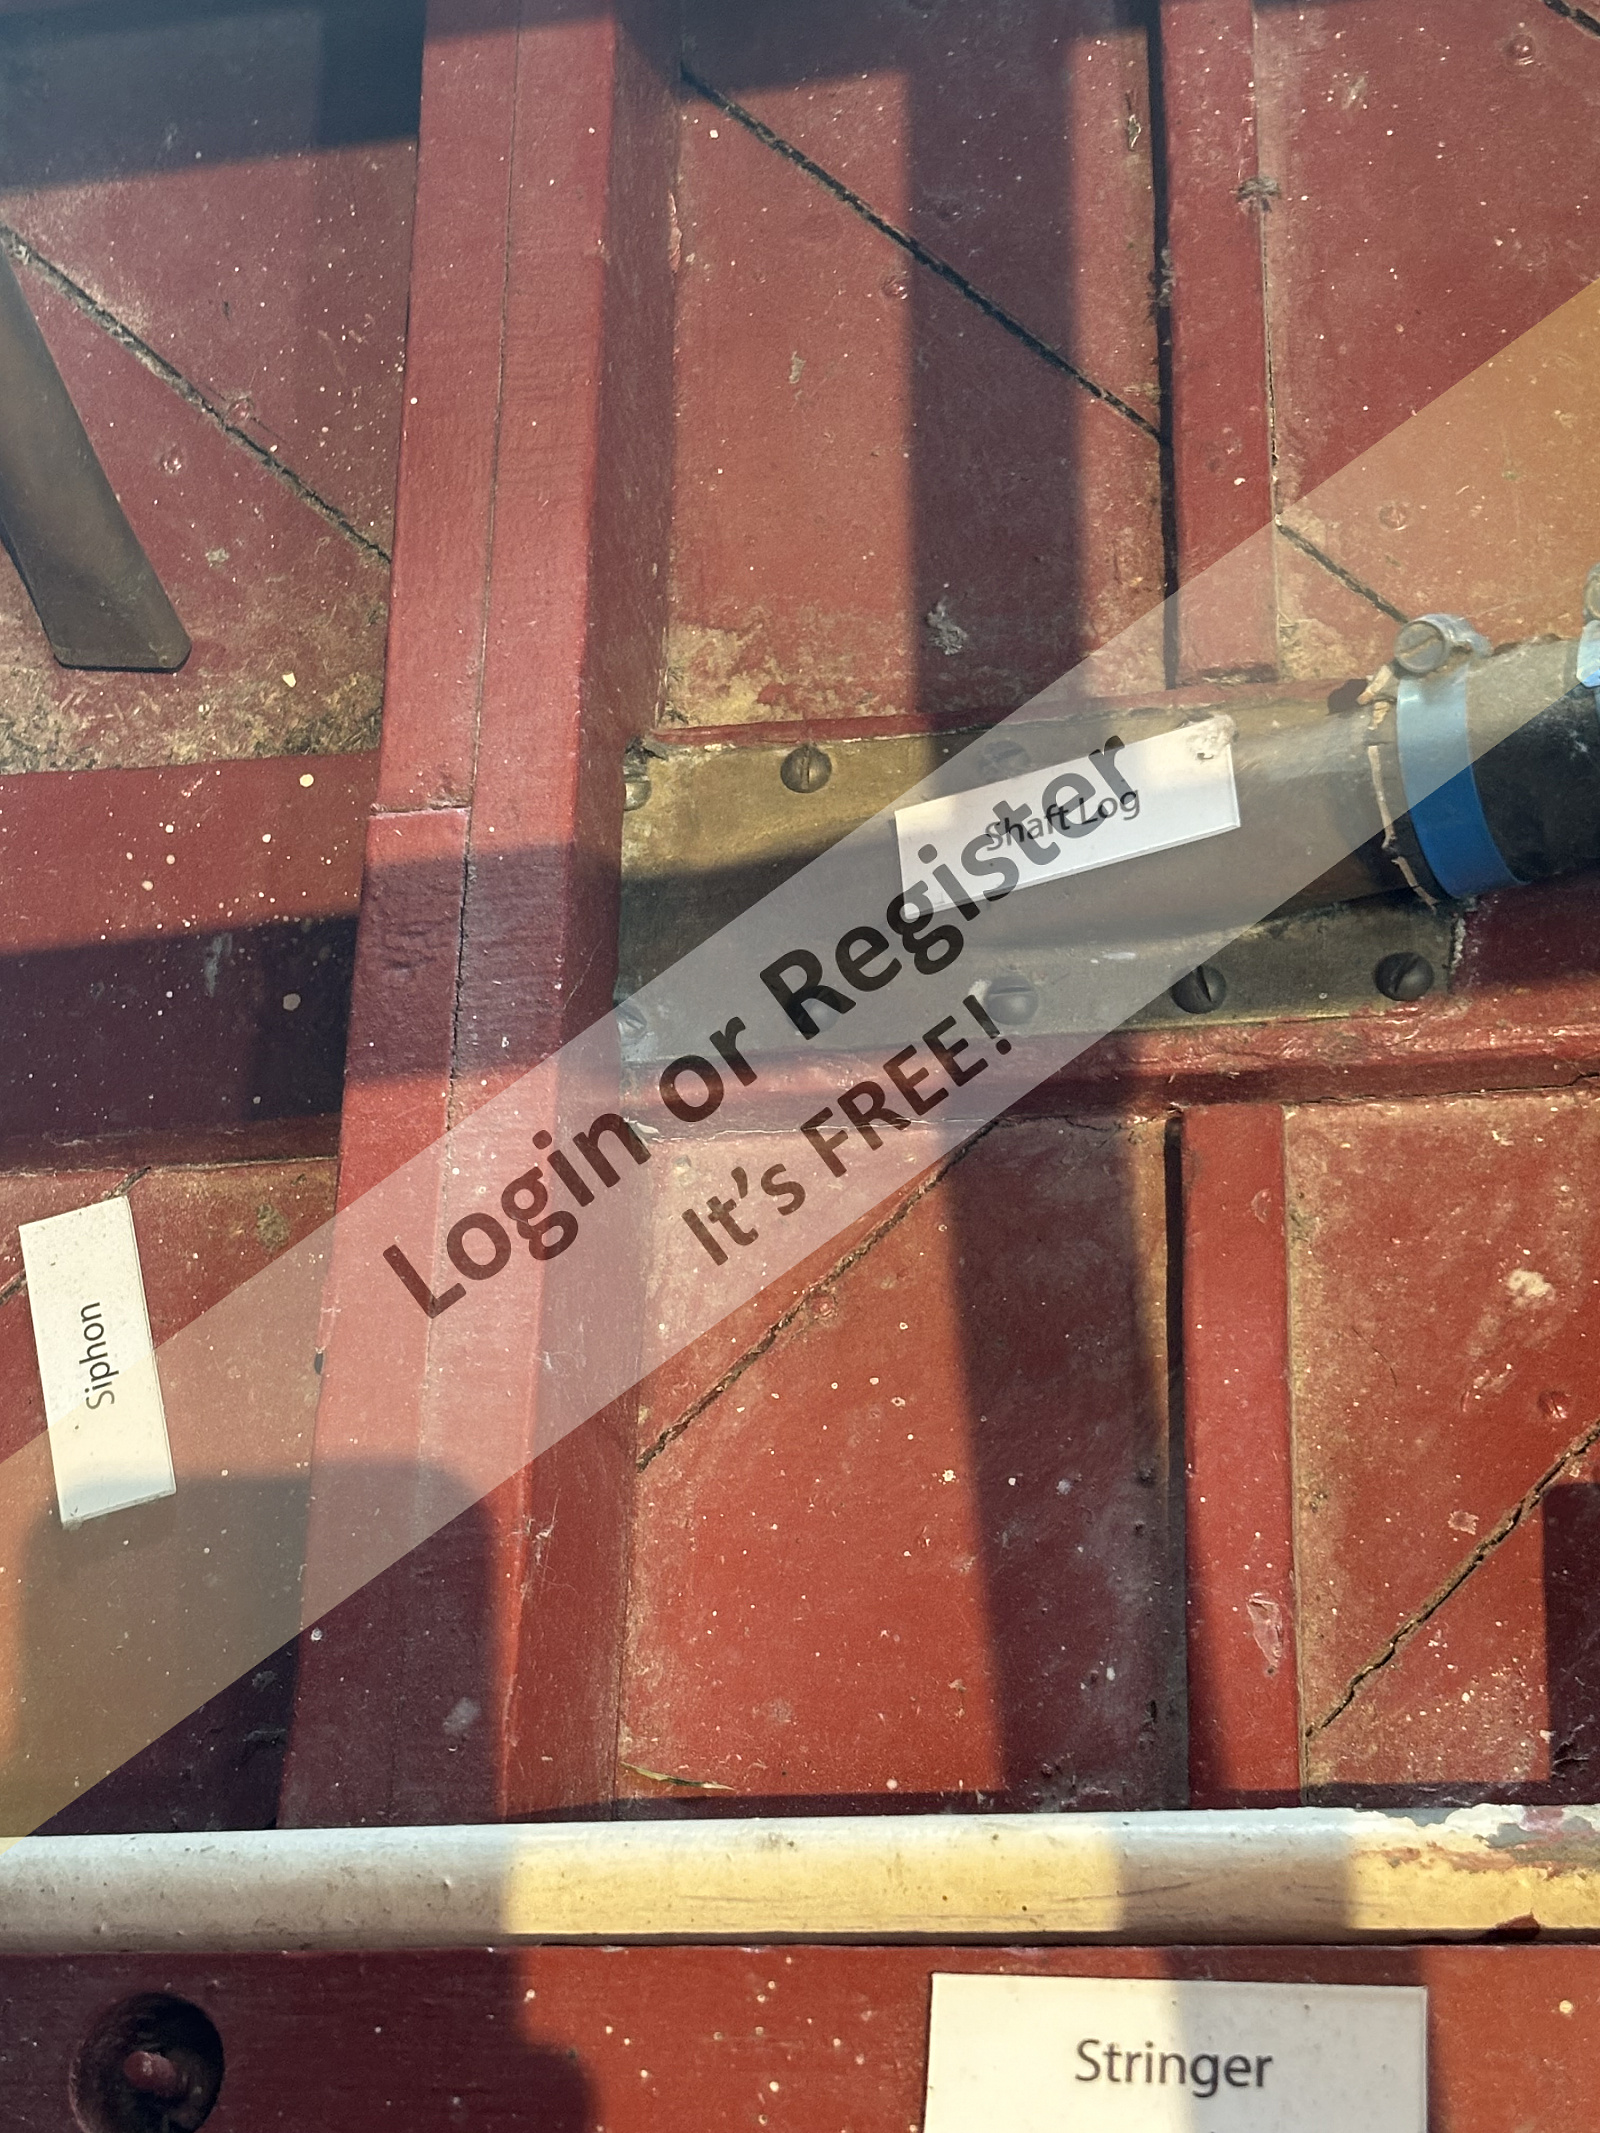 Shaft Log
Login or Register
It's FREE!
Siphon
Stringer